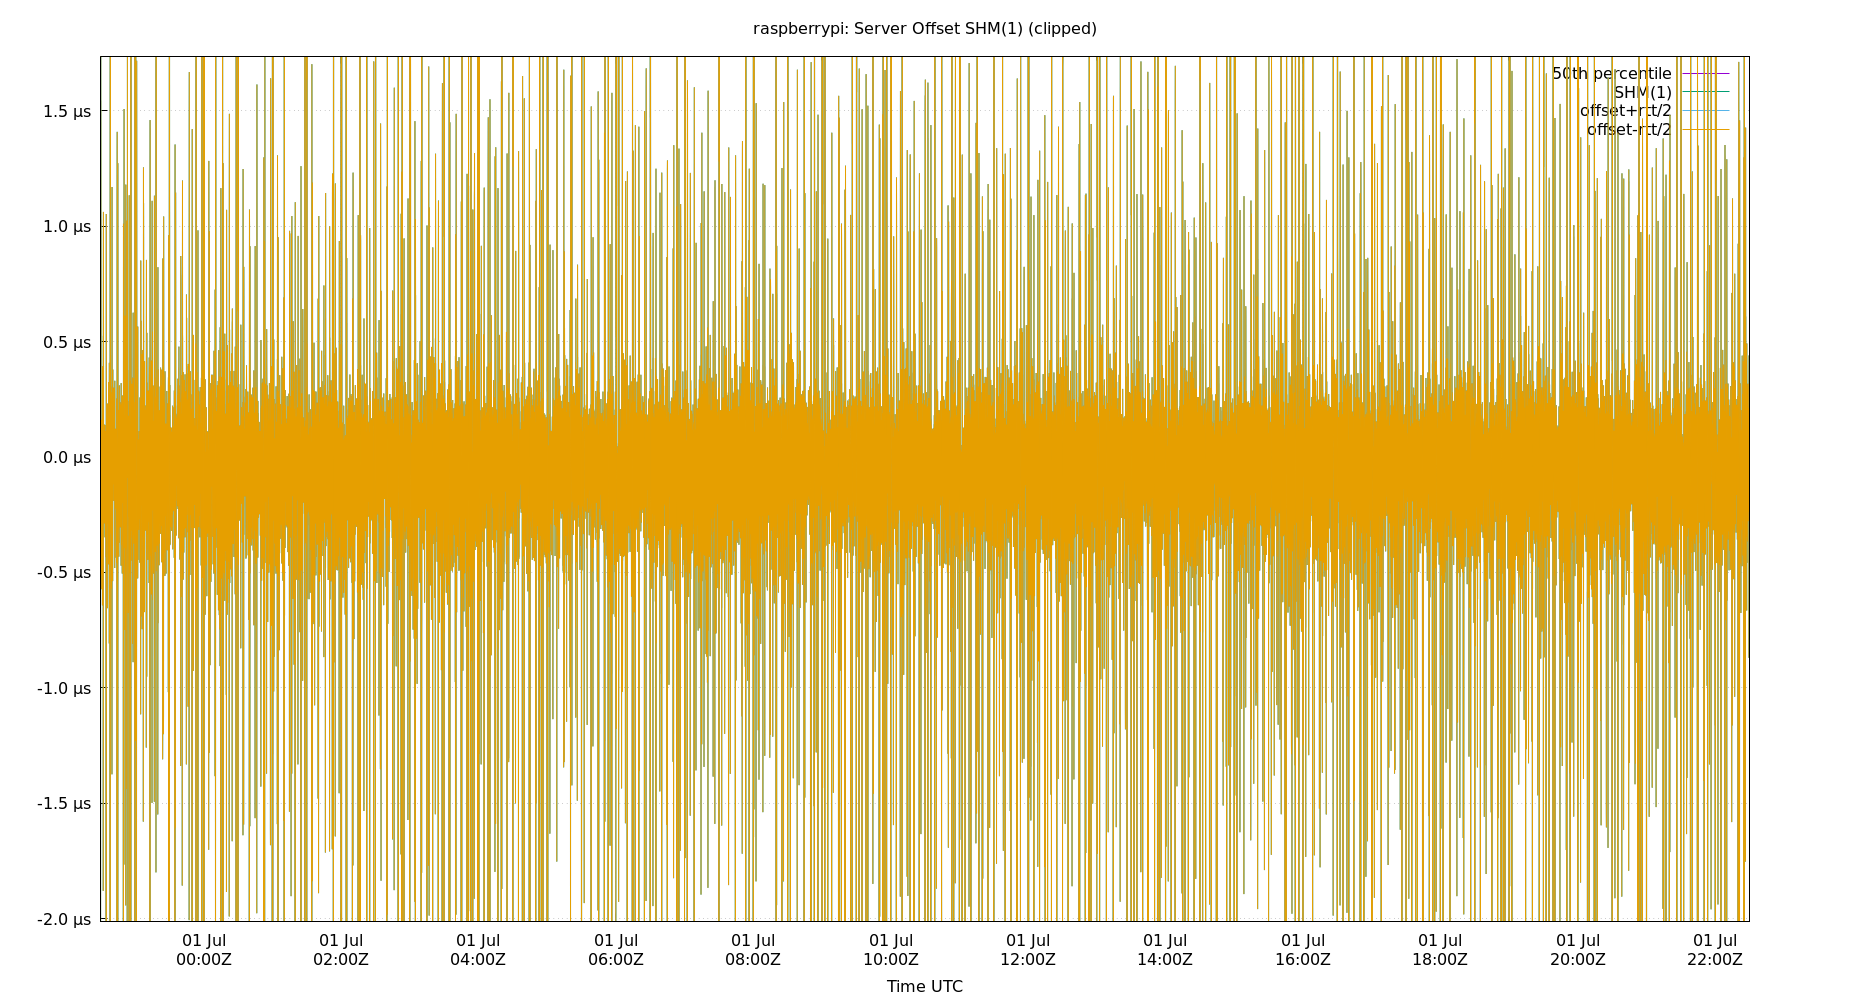 raspberrypi: Server Offset SHM(1) (clipped)
50th percentile
SHM(1)
offset+rtt/2
offset-rtt/2
1.5 µs
1.0 µs
0.5 µs
0.0 µs
-0.5 µs
-1.0 µs
-1.5 µs
-2.0 µs
01 Jul 01 Jul 01 Jul 01 Jul 01 Jul 01 Jul 01 Jul 01 Jul 01 Jul 01 Jul 01 Jul 01 Jul
00:00Z 02:00Z 04:00Z 06:00Z 08:00Z 10:00Z 12:00Z 14:00Z 16:00Z 18:00Z 20:00Z 22:00Z
Time UTC